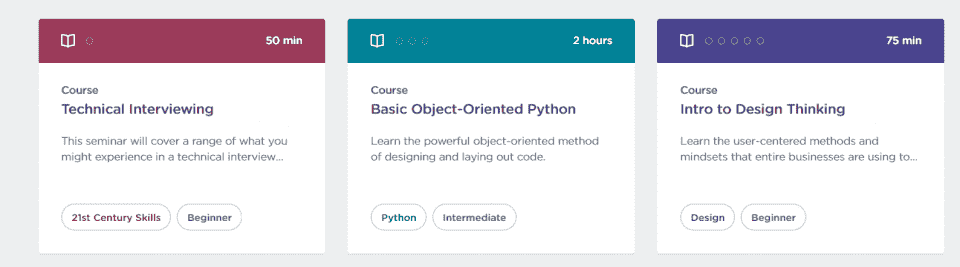 50 min
Course
Technical Interviewing
This seminar will cover a range of what you
might experience in a technical interview...
21st Century Skills
Beginner
2 hours
Course
Basic Object-Oriented Python
Learn the powerful object-oriented method
of designing and laying out code.
Python
Intermediate
75 min
Course
Intro to Design Thinking
Learn the user-centered methods and
mindsets that entire businesses are using to...
Design
Beginner